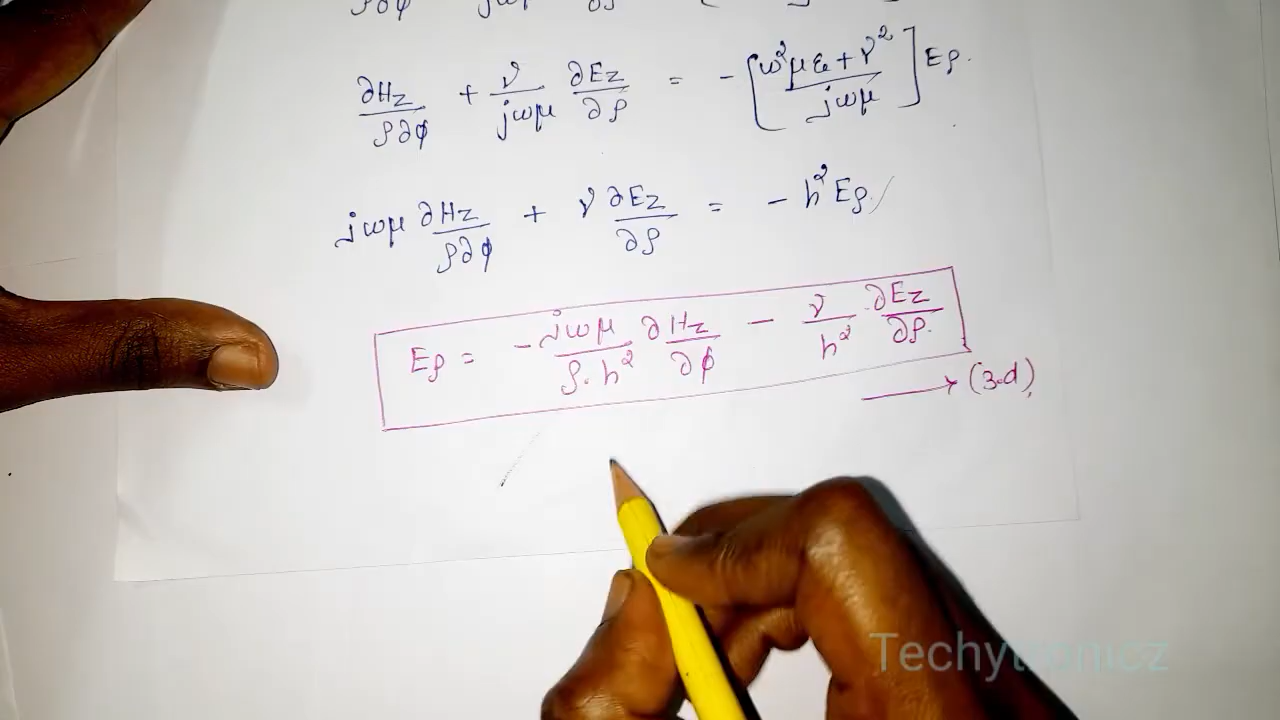 ∂Hz/ρ∂φ + γ/jωμ ∂Ez/∂ρ = - [ω²με + γ²/jωμ] Eρ.
jωμ ∂Hz/ρ∂φ + γ ∂Ez/∂ρ = - h² Eρ
Eρ = -jωμ/ρ.h² ∂Hz/∂φ - γ/h² . ∂Ez/∂ρ.
→ (3.d)
Techytronicz